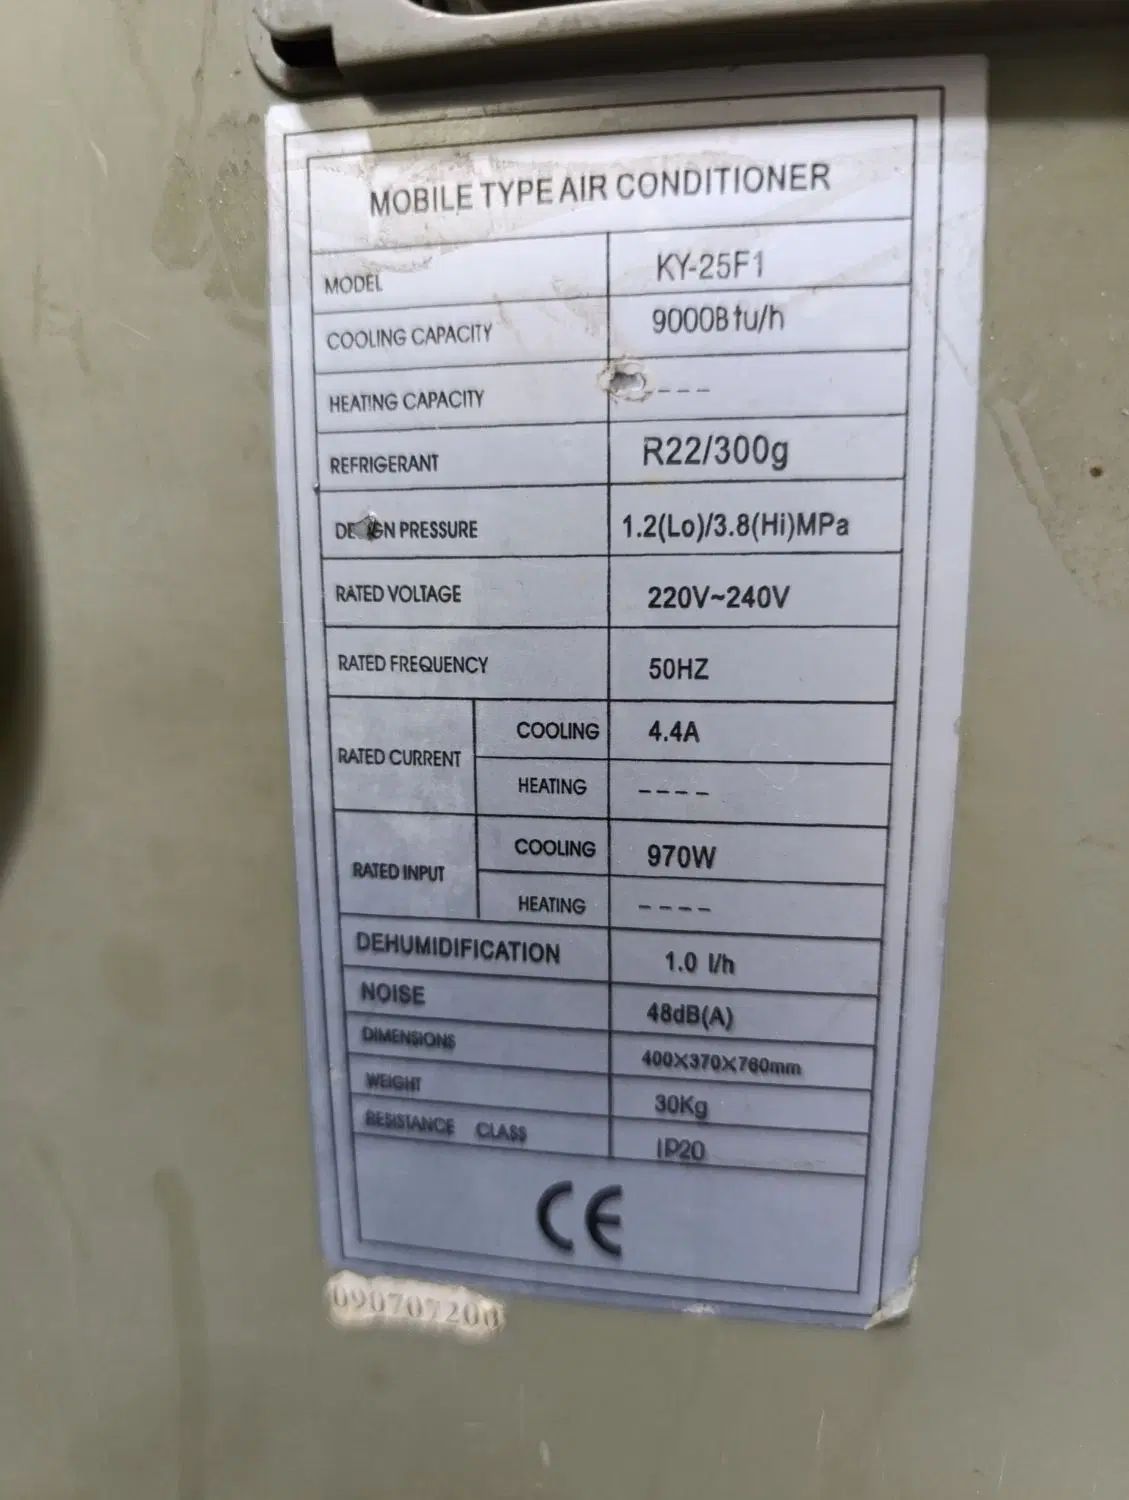 MOBILE TYPE AIR CONDITIONER
MODEL KY-25F1
COOLING CAPACITY 9000Btu/h
HEATING CAPACITY ----
REFRIGERANT R22/300g
DESIGN PRESSURE 1.2(Lo)/3.8(Hi)MPa
RATED VOLTAGE 220V~240V
RATED FREQUENCY 50HZ
RATED CURRENT COOLING 4.4A
HEATING ----
RATED INPUT COOLING 970W
HEATING ----
DEHUMIDIFICATION 1.0 l/h
NOISE 48dB(A)
DIMENSIONS 400X370X760mm
WEIGHT 30Kg
RESISTANCE CLASS IP20
CE